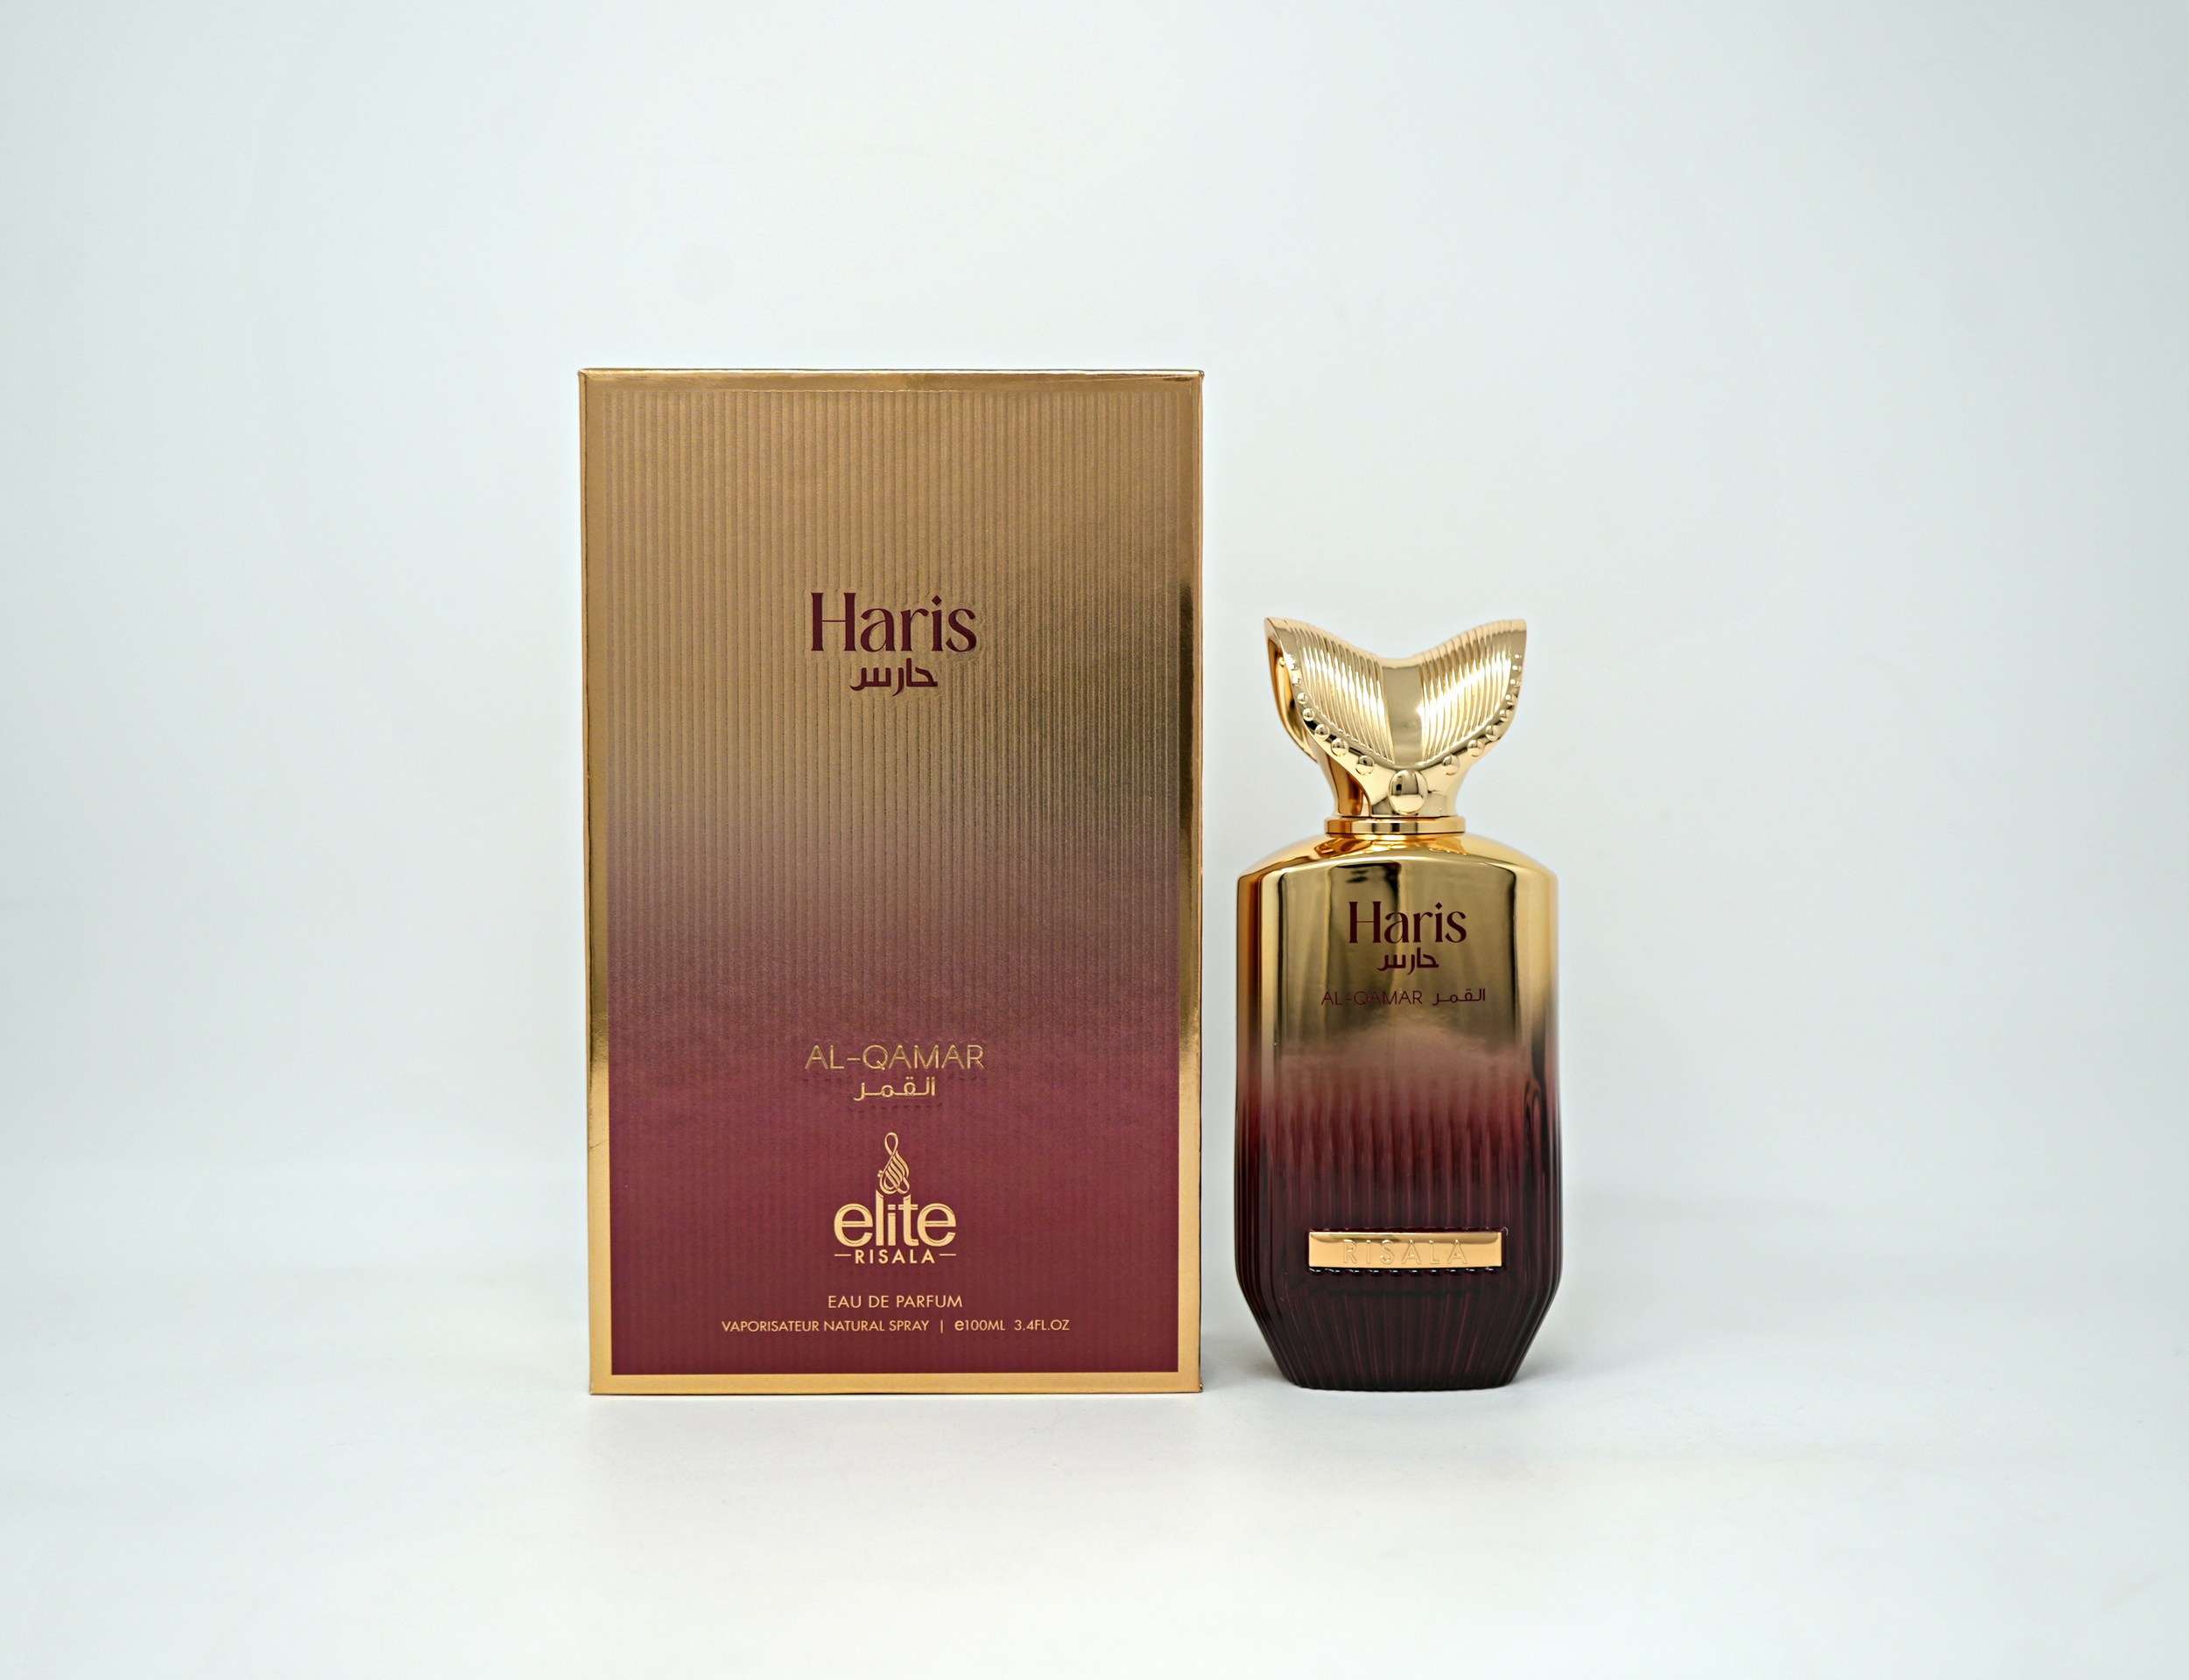 Haris
حارس
AL-QAMAR
القمر
elite
RISALA
EAU DE PARFUM
VAPORISATEUR NATURAL SPRAY | e100ML 3.4FL.OZ
Haris
حارس
AL-QAMAR القمر
RISALA